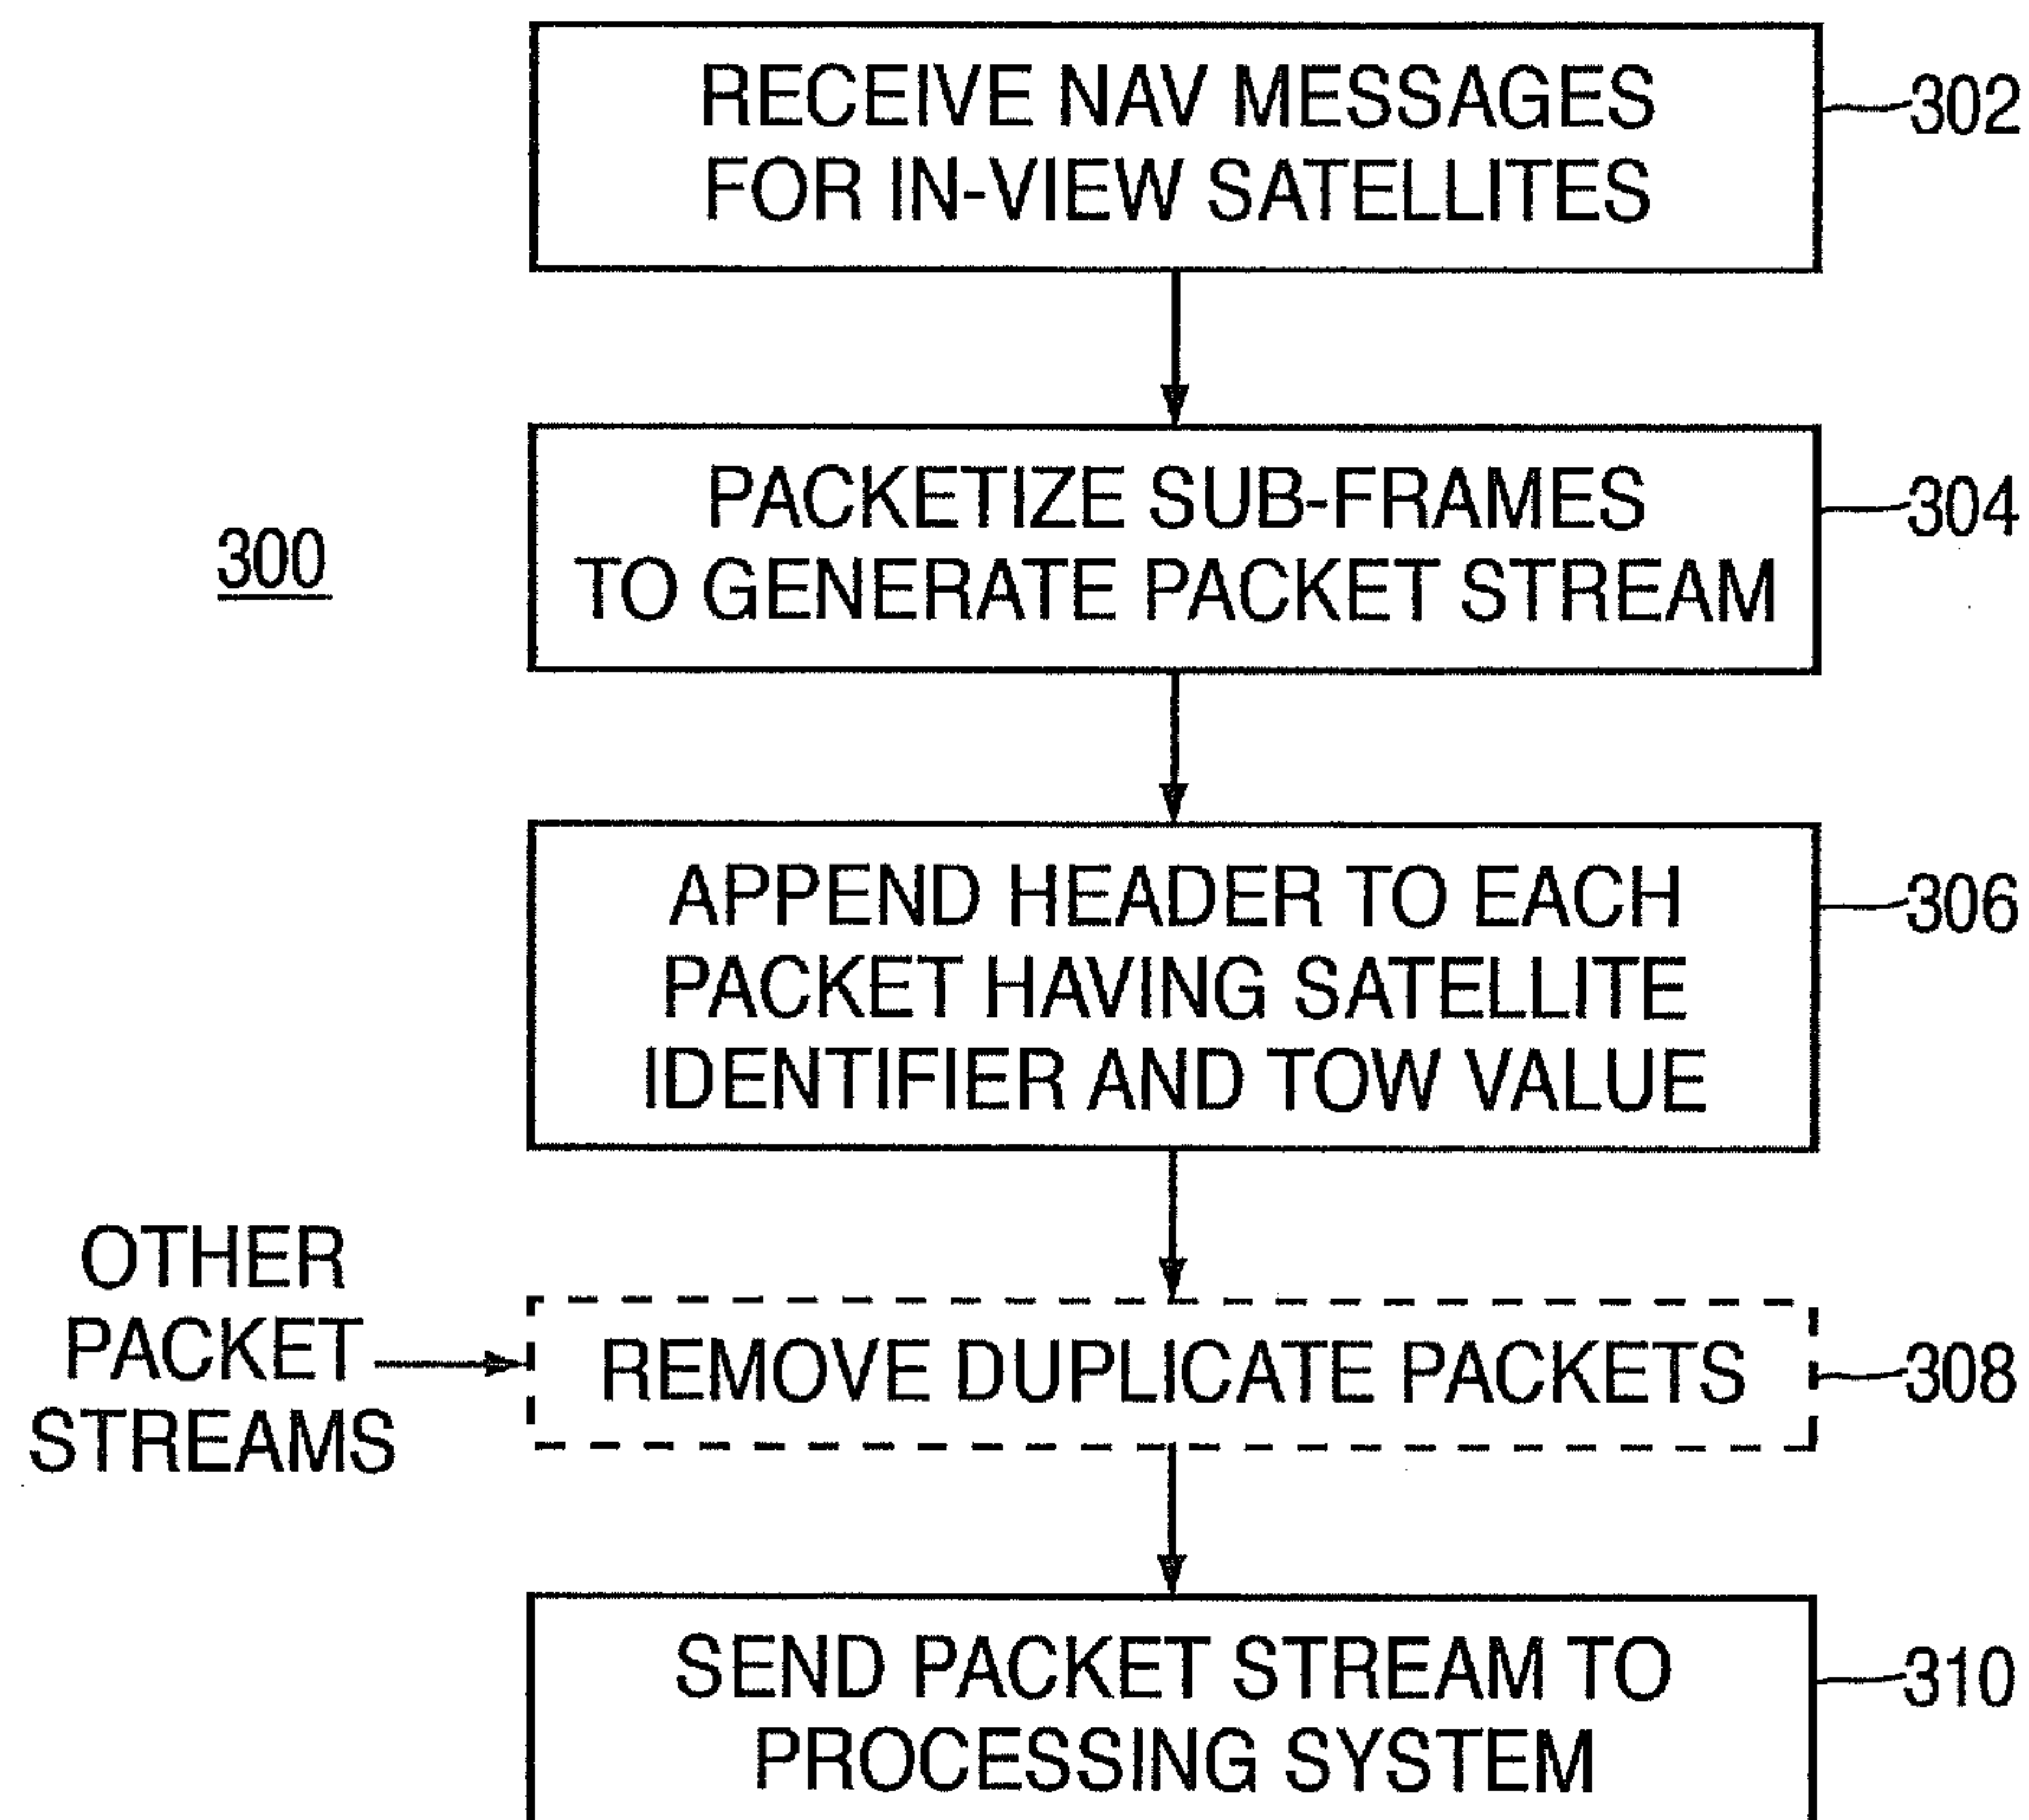 RECEIVE NAV MESSAGES
FOR IN-VIEW SATELLITES
302
300
PACKETIZE SUB-FRAMES
TO GENERATE PACKET STREAM
304
APPEND HEADER TO EACH
PACKET HAVING SATELLITE
IDENTIFIER AND TOW VALUE
306
OTHER
PACKET
STREAMS
REMOVE DUPLICATE PACKETS
308
SEND PACKET STREAM TO
PROCESSING SYSTEM
310